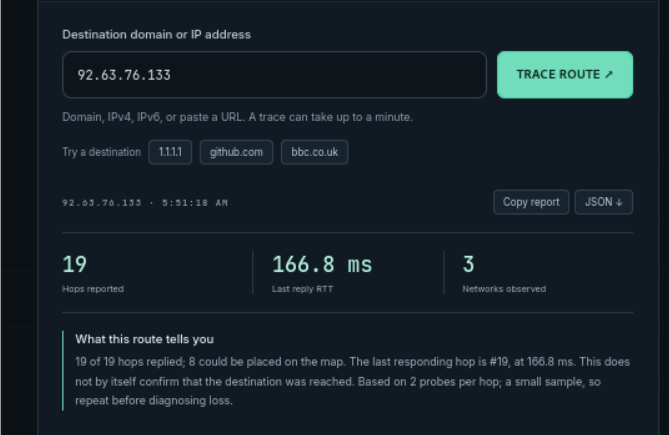 Destination domain or IP address
92.63.76.133
TRACE ROUTE ↗
Domain, IPv4, IPv6, or paste a URL. A trace can take up to a minute.
Try a destination 1.1.1.1 github.com bbc.co.uk
92.63.76.133 · 5:51:18 AM Copy report JSON ↓
19 166.8 ms 3
Hops reported Last reply RTT Networks observed
What this route tells you
19 of 19 hops replied; 8 could be placed on the map. The last responding hop is #19, at 166.8 ms. This does
not by itself confirm that the destination was reached. Based on 2 probes per hop; a small sample, so
repeat before diagnosing loss.